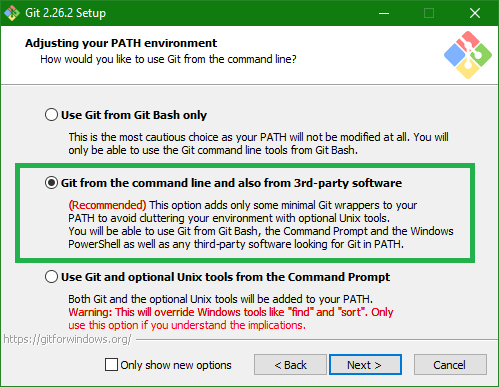 Git 2.26.2 Setup
Adjusting your PATH environment
How would you like to use Git from the command line?
Use Git from Git Bash only
This is the most cautious choice as your PATH will not be modified at all. You will
only be able to use the Git command line tools from Git Bash.
Git from the command line and also from 3rd-party software
(Recommended) This option adds only some minimal Git wrappers to your
PATH to avoid cluttering your environment with optional Unix tools.
You will be able to use Git from Git Bash, the Command Prompt and the Windows
PowerShell as well as any third-party software looking for Git in PATH.
Use Git and optional Unix tools from the Command Prompt
Both Git and the optional Unix tools will be added to your PATH.
Warning: This will override Windows tools like "find" and "sort". Only
use this option if you understand the implications.
https://gitforwindows.org/
Only show new options
< Back
Next >
Cancel